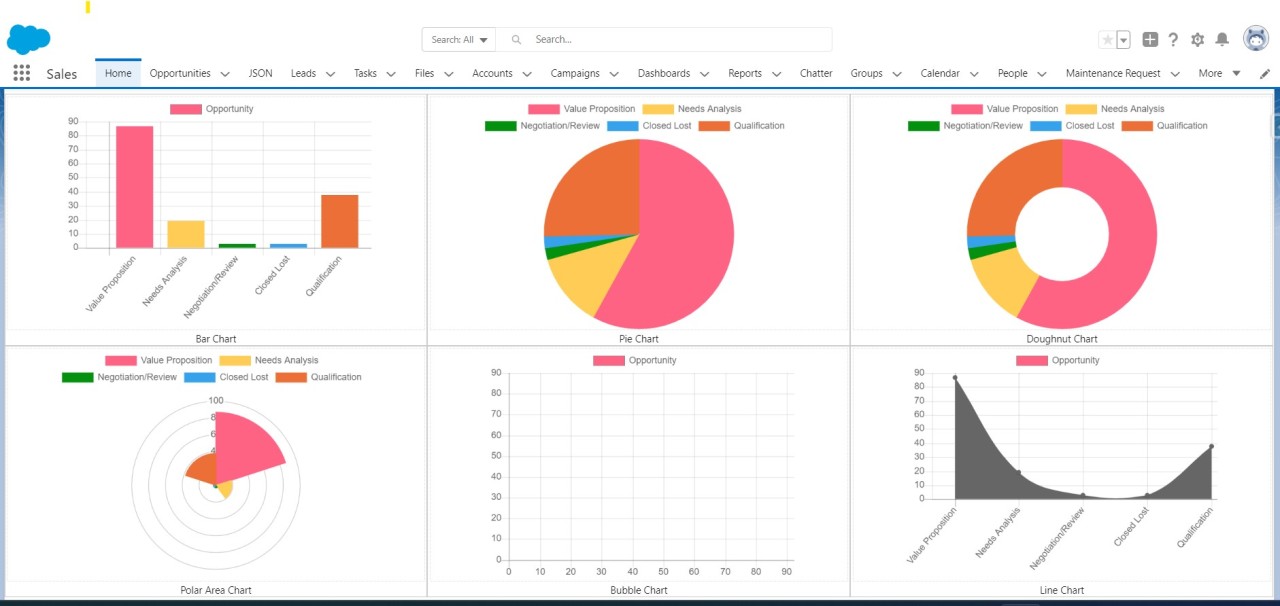 Search: All Search...
Sales Home Opportunities JSON Leads Tasks Files Accounts Campaigns Dashboards Reports Chatter Groups Calendar People Maintenance Request More
Opportunity
90
80
70
60
50
40
30
20
10
0
Value Proposition Needs Analysis Negotiation/Review Closed Lost Qualification
Bar Chart
Value Proposition Needs Analysis
Negotiation/Review Closed Lost Qualification
Pie Chart
Value Proposition Needs Analysis
Negotiation/Review Closed Lost Qualification
Doughnut Chart
Value Proposition Needs Analysis
Negotiation/Review Closed Lost Qualification
100
8
6
4
Polar Area Chart
Opportunity
90
80
70
60
50
40
30
20
10
0
0 10 20 30 40 50 60 70 80 90
Bubble Chart
Opportunity
90
80
70
60
50
40
30
20
10
0
Value Proposition Needs Analysis Negotiation/Review Closed Lost Qualification
Line Chart